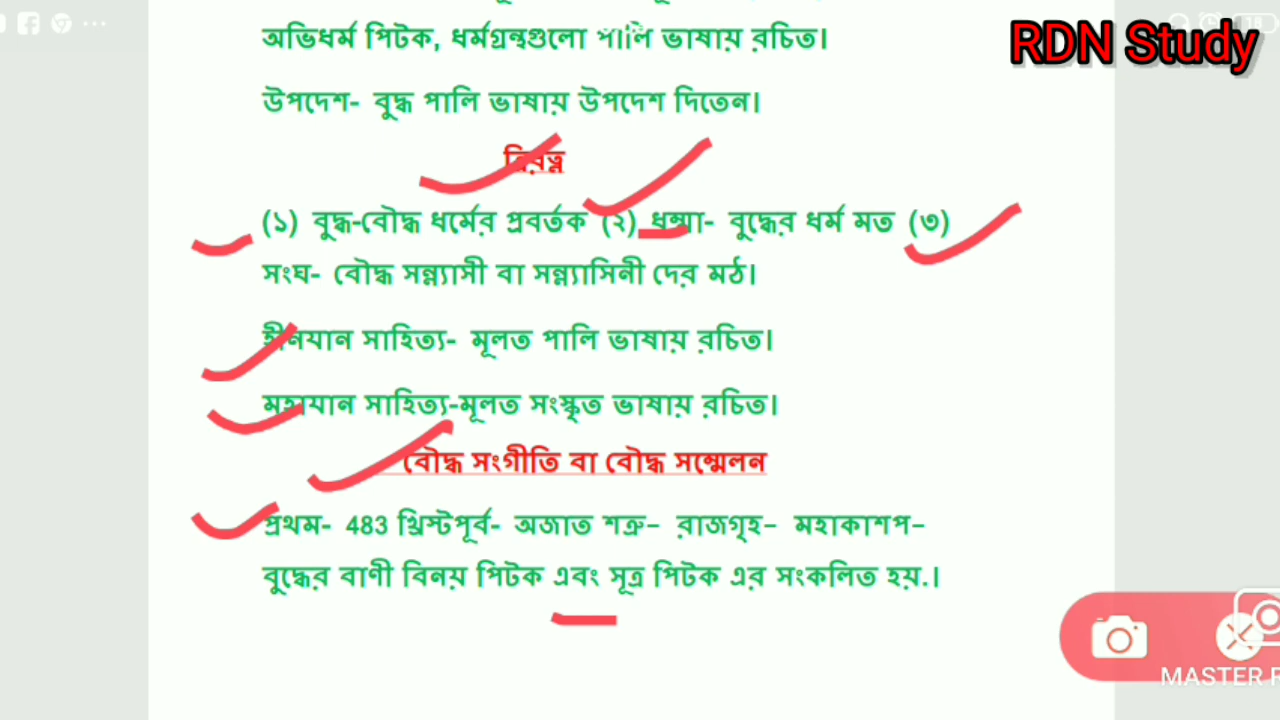 RDN Study
অভিধর্ম পিটক, ধর্মগ্রন্থগুলো পালি ভাষায় রচিত।
উপদেশ- বুদ্ধ পালি ভাষায় উপদেশ দিতেন।
ত্রিরত্ন
(১) বুদ্ধ-বৌদ্ধ ধর্মের প্রবর্তক (২) ধম্মা- বুদ্ধের ধর্ম মত (৩)
সংঘ- বৌদ্ধ সন্ন্যাসী বা সন্ন্যাসিনী দের মঠ।
হীনযান সাহিত্য- মূলত পালি ভাষায় রচিত।
মহাযান সাহিত্য-মূলত সংস্কৃত ভাষায় রচিত।
বৌদ্ধ সংগীতি বা বৌদ্ধ সম্মেলন
প্রথম- 483 খ্রিস্টপূর্ব- অজাত শত্রু- রাজগৃহ- মহাকাশপ-
বুদ্ধের বাণী বিনয় পিটক এবং সূত্র পিটক এর সংকলিত হয়.।
MASTER